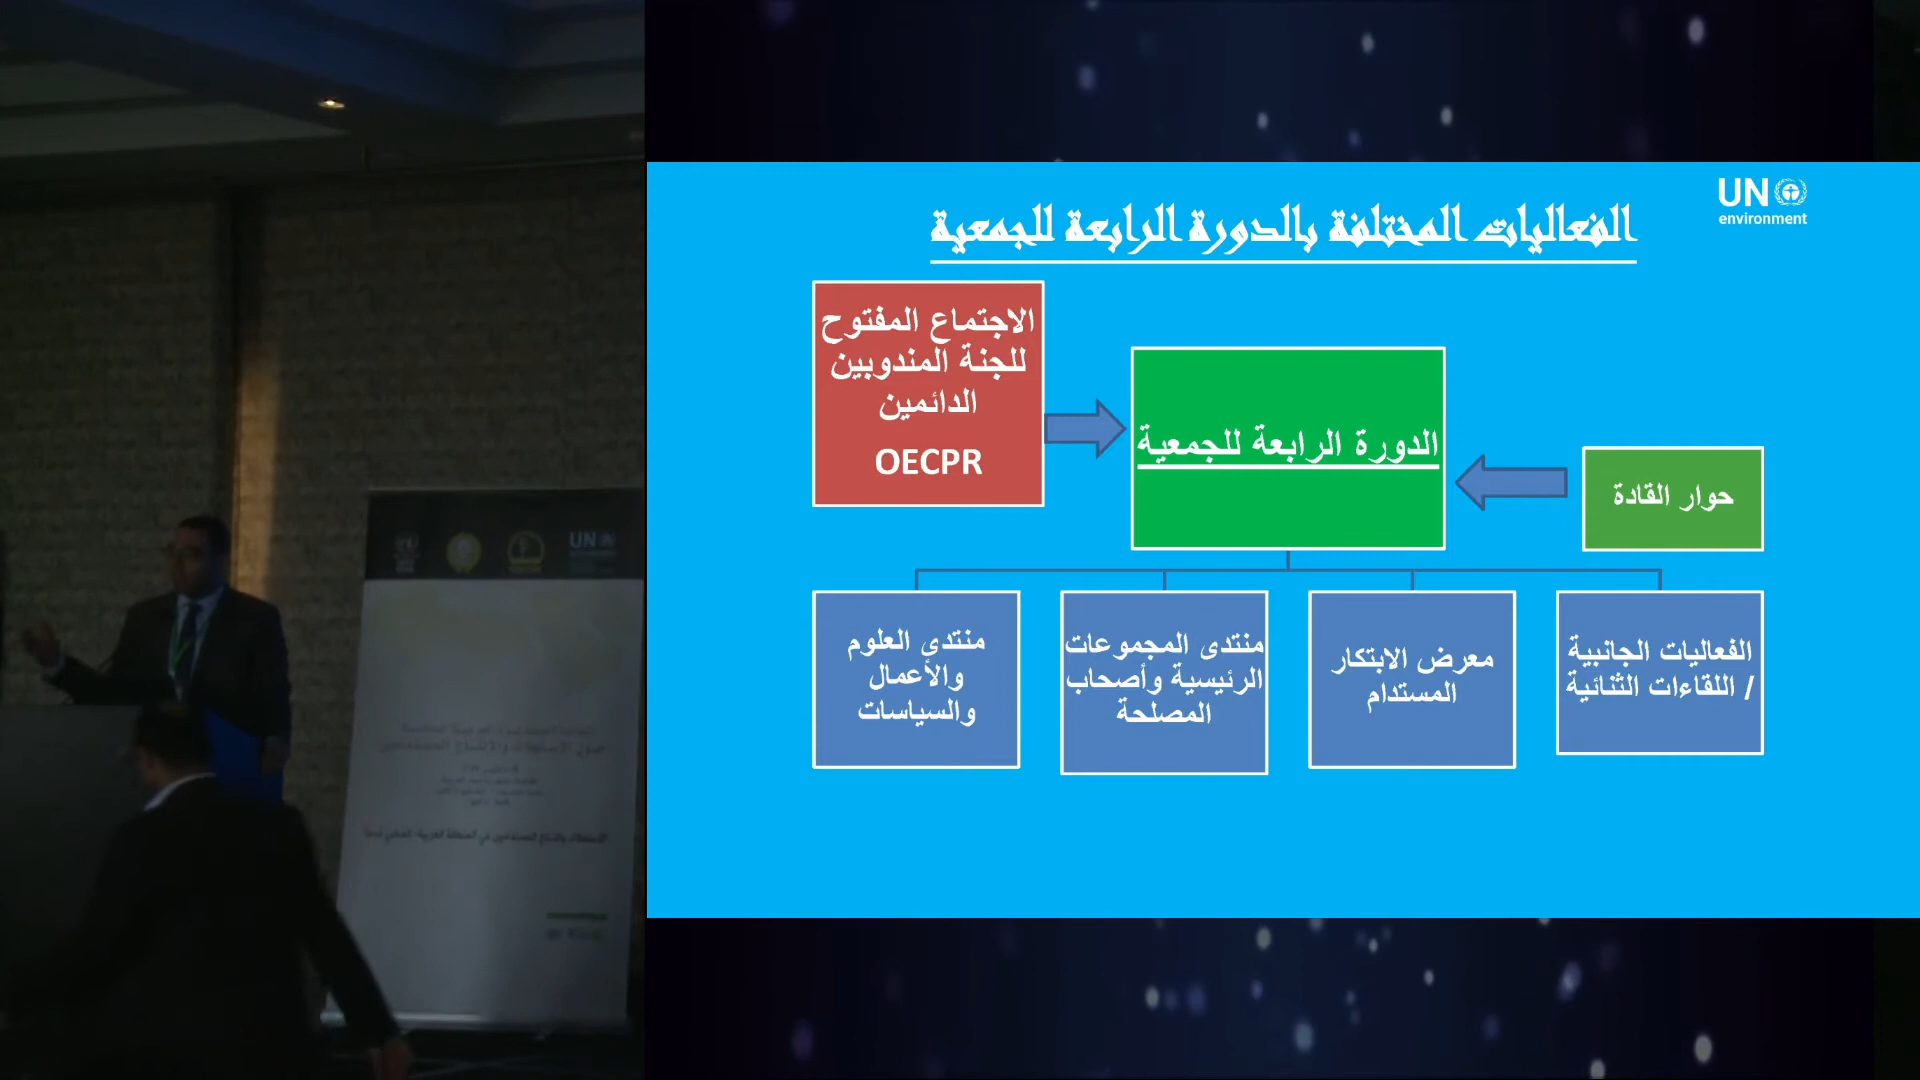 UN
environment
الفعاليات المختلفة بالدورة الرابعة للجمعية
الاجتماع المفتوح
للجنة المندوبين
الدائمين
OECPR
الدورة الرابعة للجمعية
حوار القادة
الفعاليات الجانبية
/ اللقاءات الثنائية
معرض الابتكار
المستدام
منتدى المجموعات
الرئيسية وأصحاب
المصلحة
منتدى العلوم
والأعمال
والسياسات
UN